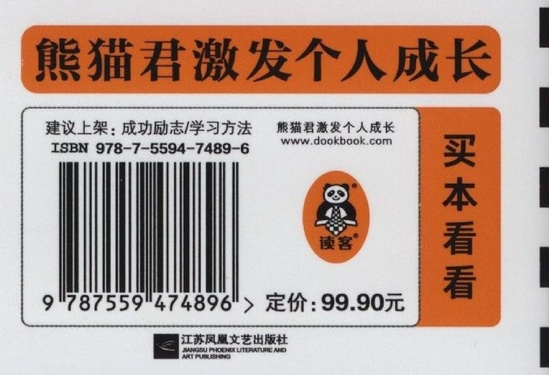 熊猫君激发个人成长
建议上架：成功励志/学习方法
ISBN 978-7-5594-7489-6
9 787559 474896 >
熊猫君激发个人成长
www.dookbook.com
读客®
定价：99.90元
买本看看
江苏凤凰文艺出版社
JIANGSU PHOENIX LITERATURE AND
ART PUBLISHING